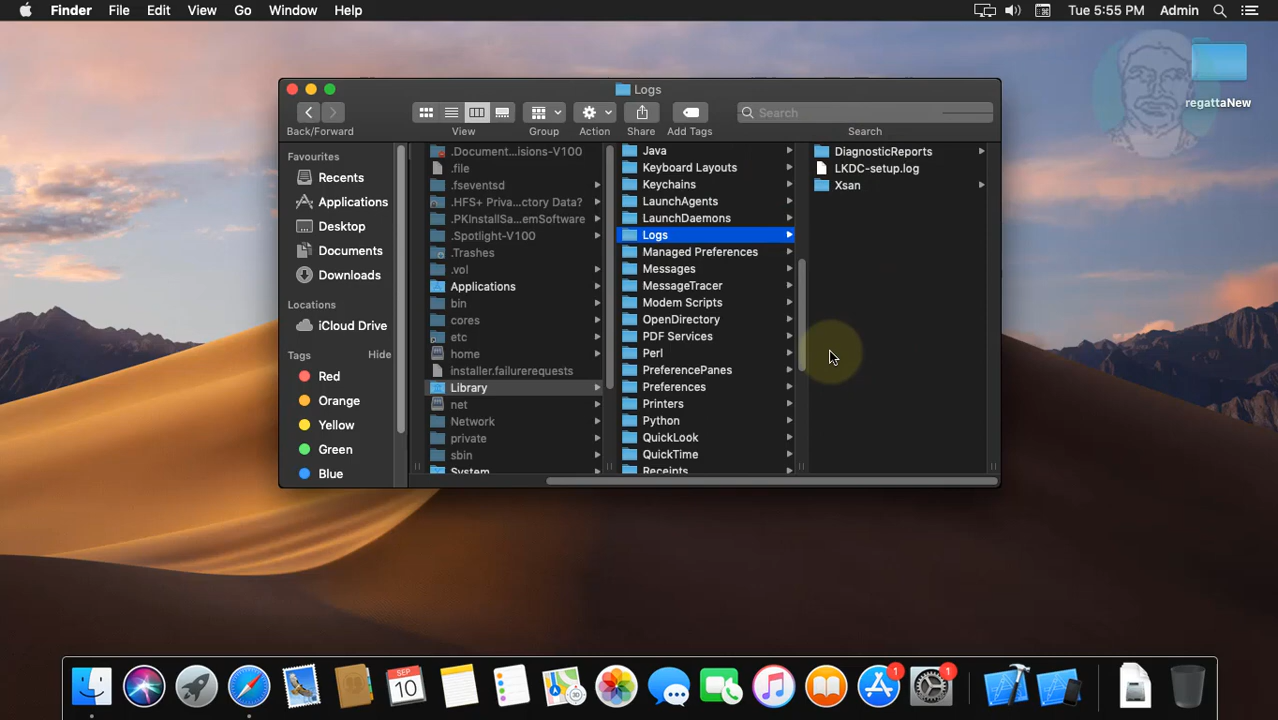 Finder File Edit View Go Window Help Tue 5:55 PM Admin
regattaNew
Logs
Search
Back/Forward View Group Action Share Add Tags Search
Favourites
Recents
Applications
Desktop
Documents
Downloads
Locations
iCloud Drive
Tags Hide
Red
Orange
Yellow
Green
Blue
.Document...isions-V100
.file
.fseventsd
.HFS+ Priva...ctory Data?
.PKInstallSa...emSoftware
.Spotlight-V100
.Trashes
.vol
Applications
bin
cores
etc
home
installer.failurerequests
Library
net
Network
private
sbin
System
Java
Keyboard Layouts
Keychains
LaunchAgents
LaunchDaemons
Logs
Managed Preferences
Messages
MessageTracer
Modem Scripts
OpenDirectory
PDF Services
Perl
PreferencePanes
Preferences
Printers
Python
QuickLook
QuickTime
Receipts
DiagnosticReports
LKDC-setup.log
Xsan
SEP
10
30
1
1